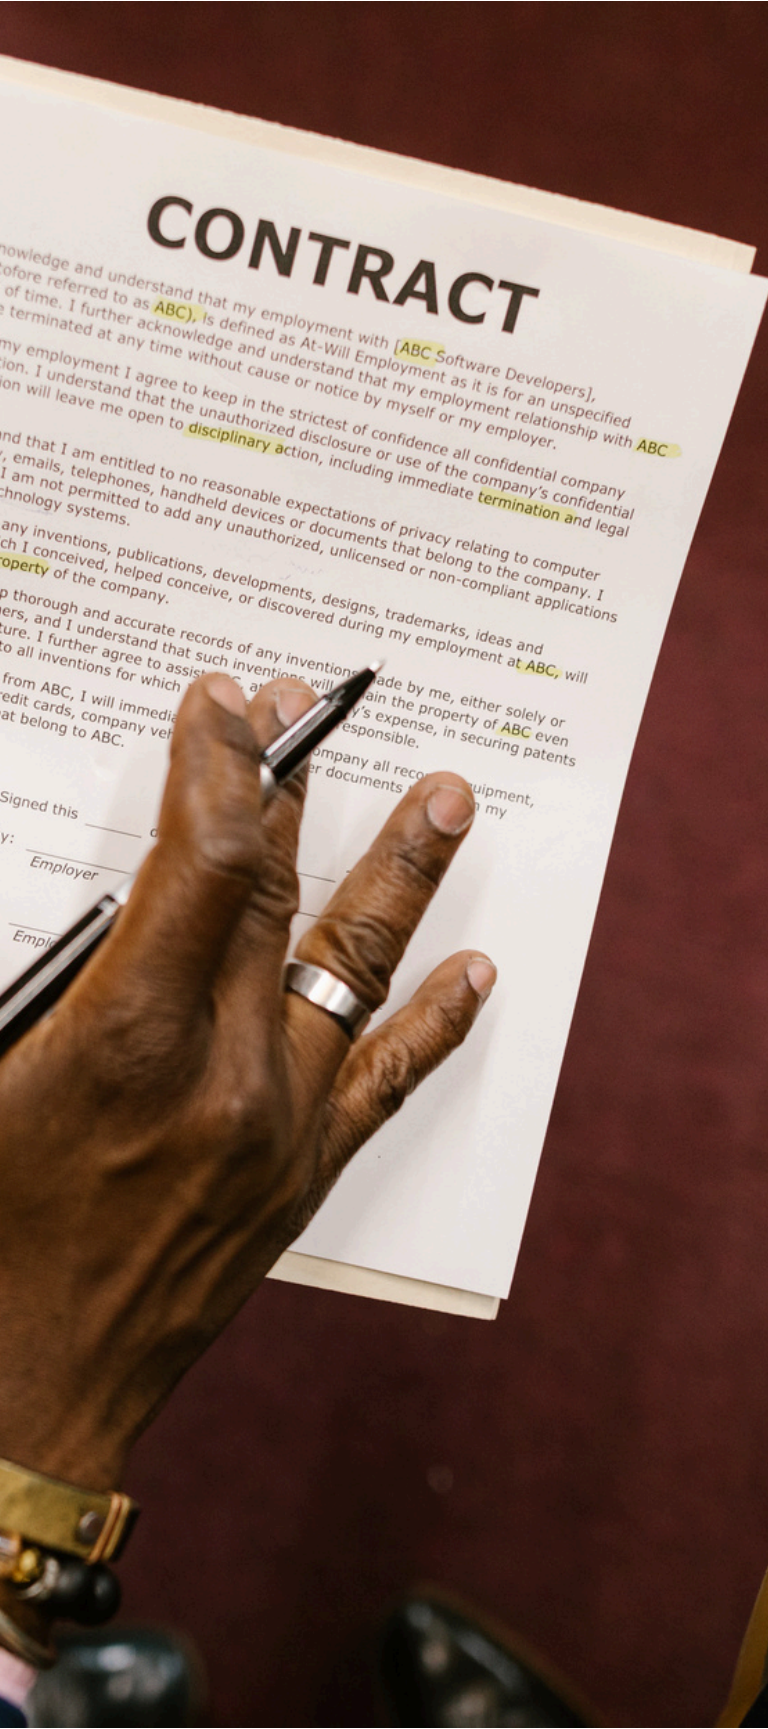 CONTRACT
knowledge and understand that my employment with [ABC Software Developers],
tofore referred to as ABC), is defined as At-Will Employment as it is for an unspecified
of time. I further acknowledge and understand that my employment relationship with ABC
e terminated at any time without cause or notice by myself or my employer.
my employment I agree to keep in the strictest of confidence all confidential company
tion. I understand that the unauthorized disclosure or use of the company's confidential
ion will leave me open to disciplinary action, including immediate termination and legal
and that I am entitled to no reasonable expectations of privacy relating to computer
, emails, telephones, handheld devices or documents that belong to the company. I
I am not permitted to add any unauthorized, unlicensed or non-compliant applications
chnology systems.
any inventions, publications, developments, designs, trademarks, ideas and
ch I conceived, helped conceive, or discovered during my employment at ABC, will
roperty of the company.
p thorough and accurate records of any inventions made by me, either solely or
ers, and I understand that such inventions will ain the property of ABC even
ture. I further agree to assist at y's expense, in securing patents
to all inventions for which responsible.
from ABC, I will immedia ompany all reco uipment,
redit cards, company veh er documents my
at belong to ABC.
Signed this ______ d
y:
Employer
Emplo